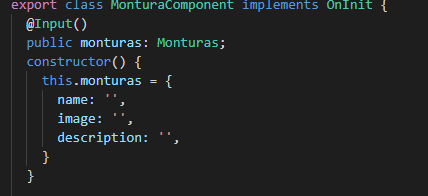 export class MonturaComponent implements OnInit {
@Input()
public monturas: Monturas;
constructor() {
this.monturas = {
name: '',
image: '',
description: '',
}
}